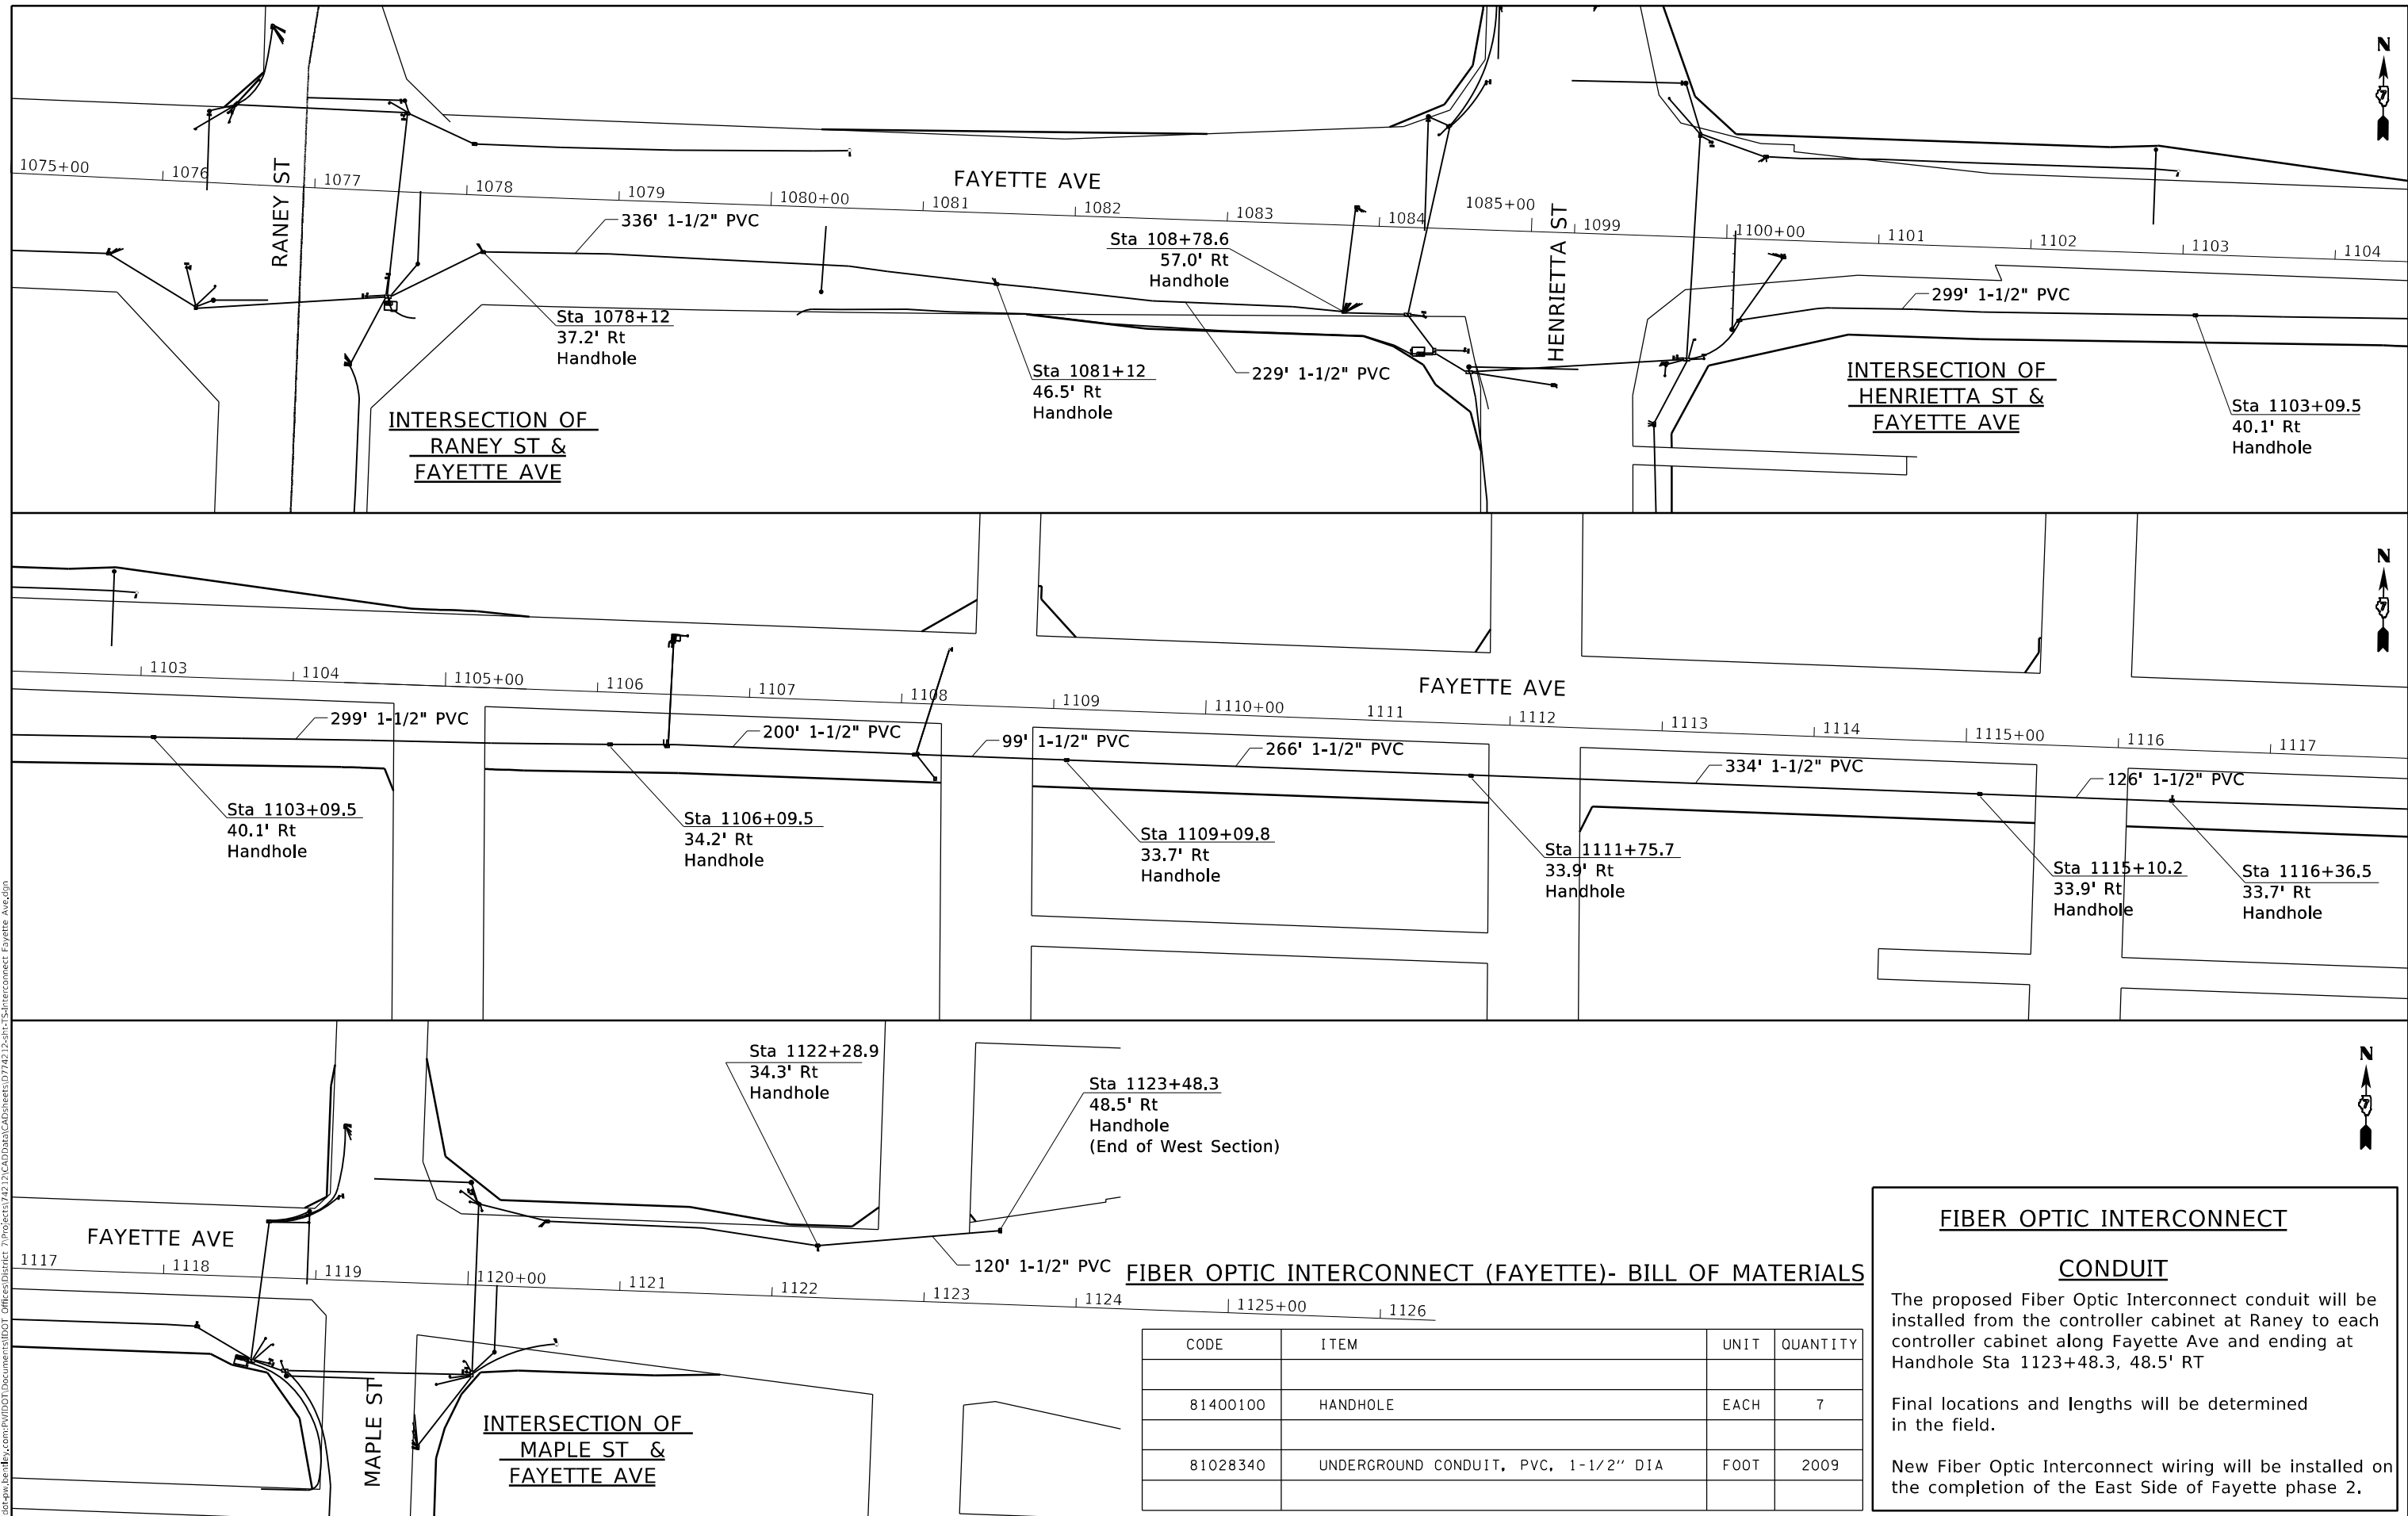 N
7
1075+00
1076
1077
1078
1079
1080+00
1081
1082
1083
1084
1085+00
1099
1100+00
1101
1102
1103
1104
RANEY ST
FAYETTE AVE
HENRIETTA ST
336' 1-1/2" PVC
Sta 108+78.6
57.0' Rt
Handhole
299' 1-1/2" PVC
Sta 1078+12
37.2' Rt
Handhole
Sta 1081+12
46.5' Rt
Handhole
229' 1-1/2" PVC
INTERSECTION OF
RANEY ST &
FAYETTE AVE
INTERSECTION OF
HENRIETTA ST &
FAYETTE AVE
Sta 1103+09.5
40.1' Rt
Handhole
N
7
1103
1104
1105+00
1106
1107
1108
1109
1110+00
1111
1112
1113
1114
1115+00
1116
1117
FAYETTE AVE
299' 1-1/2" PVC
200' 1-1/2" PVC
99' 1-1/2" PVC
266' 1-1/2" PVC
334' 1-1/2" PVC
126' 1-1/2" PVC
Sta 1103+09.5
40.1' Rt
Handhole
Sta 1106+09.5
34.2' Rt
Handhole
Sta 1109+09.8
33.7' Rt
Handhole
Sta 1111+75.7
33.9' Rt
Handhole
Sta 1115+10.2
33.9' Rt
Handhole
Sta 1116+36.5
33.7' Rt
Handhole
N
7
Sta 1122+28.9
34.3' Rt
Handhole
Sta 1123+48.3
48.5' Rt
Handhole
(End of West Section)
FAYETTE AVE
1117
1118
1119
1120+00
1121
1122
1123
1124
1125+00
1126
120' 1-1/2" PVC
MAPLE ST
INTERSECTION OF
MAPLE ST &
FAYETTE AVE
FIBER OPTIC INTERCONNECT (FAYETTE)- BILL OF MATERIALS
CODE ITEM UNIT QUANTITY
81400100 HANDHOLE EACH 7
81028340 UNDERGROUND CONDUIT, PVC, 1-1/2" DIA FOOT 2009
FIBER OPTIC INTERCONNECT
CONDUIT
The proposed Fiber Optic Interconnect conduit will be
installed from the controller cabinet at Raney to each
controller cabinet along Fayette Ave and ending at
Handhole Sta 1123+48.3, 48.5' RT
Final locations and lengths will be determined
in the field.
New Fiber Optic Interconnect wiring will be installed on
the completion of the East Side of Fayette phase 2.